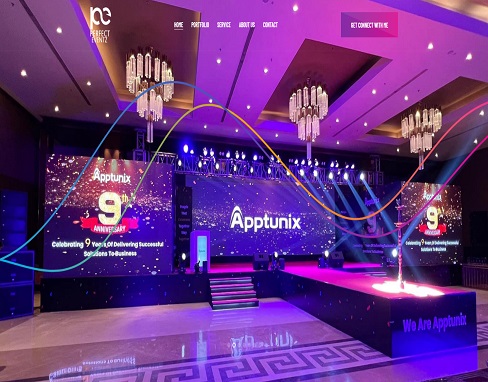 PERFECT
EVENTZ
HOME
PORTFOLIO
SERVICE
ABOUT US
CONTACT
GET CONNECT WITH ME
Apptunix
9th
ANNIVERSARY
Celebrating 9 Years Of Delivering Successful
Solutions To Business
Apptunix
9
Celebrating 9 Years Of Delivering Successful
Solutions To Business
We Are Apptunix